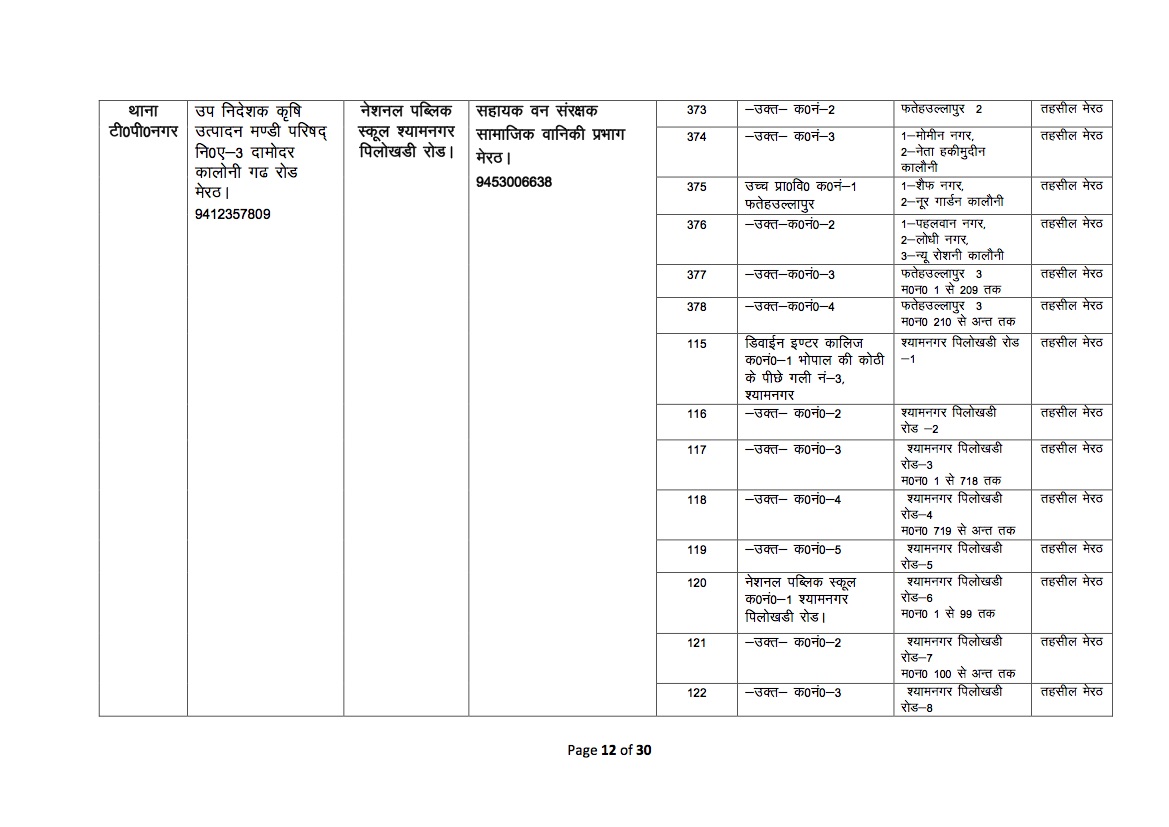 थाना
टी0पी0नगर
उप निदेशक कृषि
उत्पादन मण्डी परिषद्
नि0ए–3 दामोदर
कालोनी गढ रोड
मेरठ।
9412357809
नेशनल पब्लिक
स्कूल श्यामनगर
पिलोखडी रोड।
सहायक वन संरक्षक
सामाजिक वानिकी प्रभाग
मेरठ।
9453006638
373 –उक्त– क0नं–2 फतेहउल्लापुर 2 तहसील मेरठ
374 –उक्त– क0नं–3 1–मोमीन नगर, तहसील मेरठ
2–नेता हकीमुदीन
कालौनी
375 उच्च प्रा0वि0 क0नं–1 1–शैफ नगर, तहसील मेरठ
फतेहउल्लापुर 2–नूर गार्डन कालौनी
376 –उक्त–क0नं0–2 1–पहलवान नगर, तहसील मेरठ
2–लोधी नगर,
3–न्यू रोशनी कालौनी
377 –उक्त–क0नं0–3 फतेहउल्लापुर 3 तहसील मेरठ
म0न0 1 से 209 तक
378 –उक्त–क0नं0–4 फतेहउल्लापुर 3 तहसील मेरठ
म0न0 210 से अन्त तक
115 डिवाईन इण्टर कालिज श्यामनगर पिलोखडी रोड तहसील मेरठ
क0नं0–1 भोपाल की कोठी –1
के पीछे गली नं–3,
श्यामनगर
116 –उक्त– क0नं0–2 श्यामनगर पिलोखडी तहसील मेरठ
रोड –2
117 –उक्त– क0नं0–3 श्यामनगर पिलोखडी तहसील मेरठ
रोड–3
म0न0 1 से 718 तक
118 –उक्त– क0नं0–4 श्यामनगर पिलोखडी तहसील मेरठ
रोड–4
म0न0 719 से अन्त तक
119 –उक्त– क0नं0–5 श्यामनगर पिलोखडी तहसील मेरठ
रोड–5
120 नेशनल पब्लिक स्कूल श्यामनगर पिलोखडी तहसील मेरठ
क0नं0–1 श्यामनगर रोड–6
पिलोखडी रोड। म0न0 1 से 99 तक
121 –उक्त– क0नं0–2 श्यामनगर पिलोखडी तहसील मेरठ
रोड–7
म0न0 100 से अन्त तक
122 –उक्त– क0नं0–3 श्यामनगर पिलोखडी तहसील मेरठ
रोड–8
Page 12 of 30